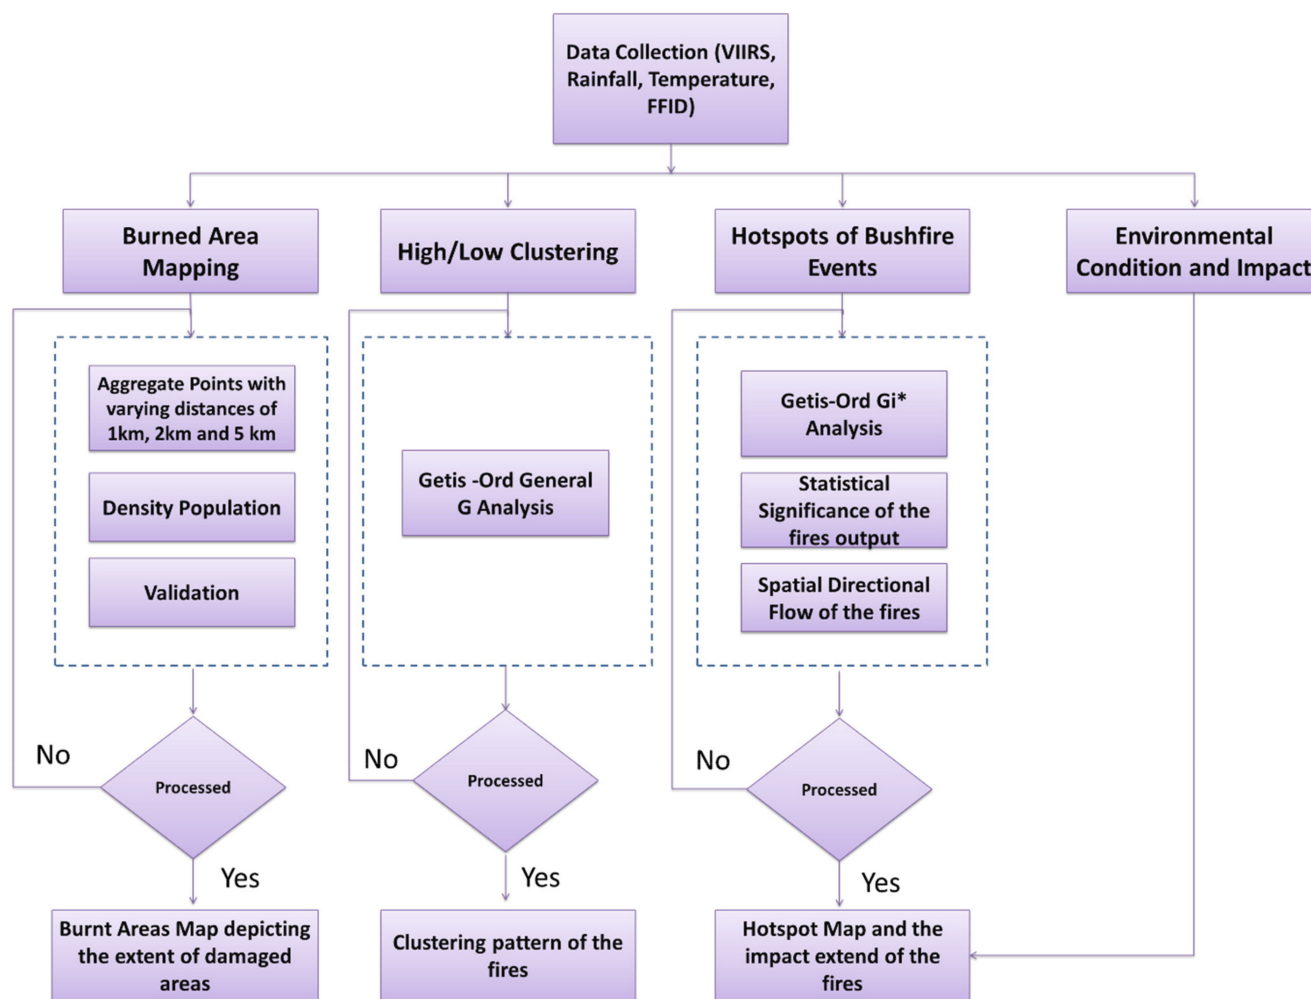 Data Collection (VIIRS,
Rainfall, Temperature,
FFID)
Burned Area
Mapping
High/Low Clustering
Hotspots of Bushfire
Events
Environmental
Condition and Impact
Aggregate Points with
varying distances of
1km, 2km and 5 km
Density Population
Validation
Getis -Ord General
G Analysis
Getis-Ord Gi*
Analysis
Statistical
Significance of the
fires output
Spatial Directional
Flow of the fires
No
Processed
Yes
No
Processed
Yes
No
Processed
Yes
Burnt Areas Map depicting
the extent of damaged
areas
Clustering pattern of the
fires
Hotspot Map and the
impact extend of the
fires